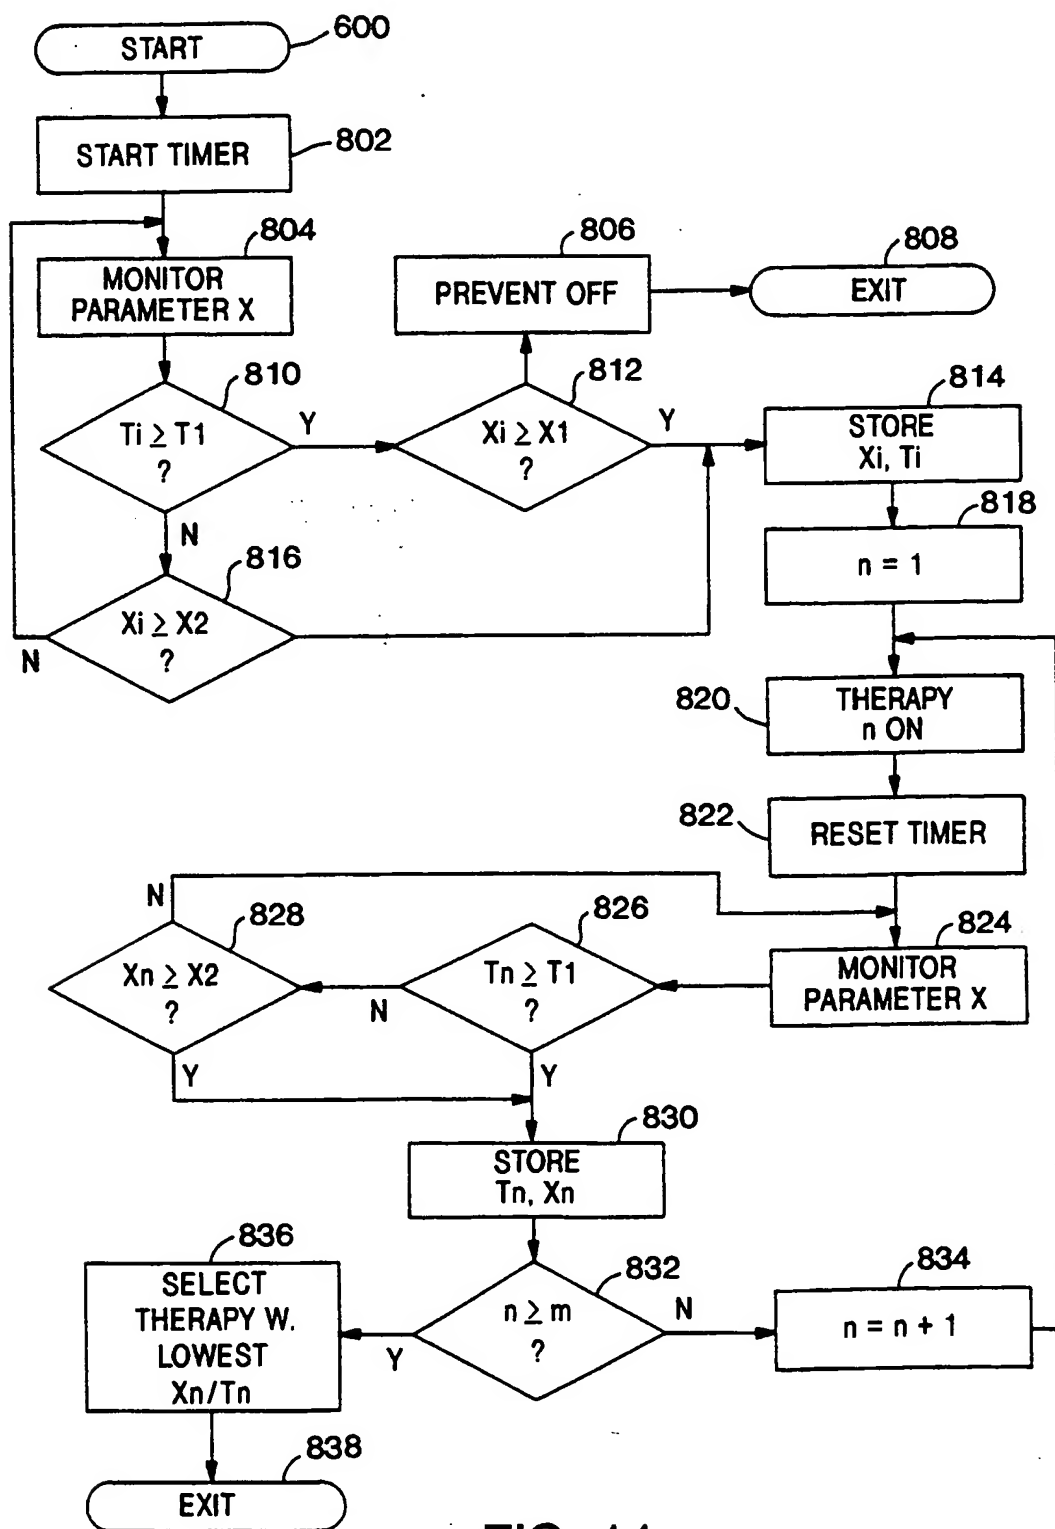 START
600
START TIMER
802
804
MONITOR
PARAMETER X
806
PREVENT OFF
808
EXIT
810
Ti ≥ T1
?
Y
N
812
Xi ≥ X1
?
Y
814
STORE
Xi, Ti
816
Xi ≥ X2
?
N
818
n = 1
820
THERAPY
n ON
822
RESET TIMER
824
MONITOR
PARAMETER X
826
Tn ≥ T1
?
N
Y
828
Xn ≥ X2
?
N
Y
830
STORE
Tn, Xn
832
n ≥ m
?
N
Y
834
n = n + 1
836
SELECT
THERAPY W.
LOWEST
Xn/Tn
838
EXIT